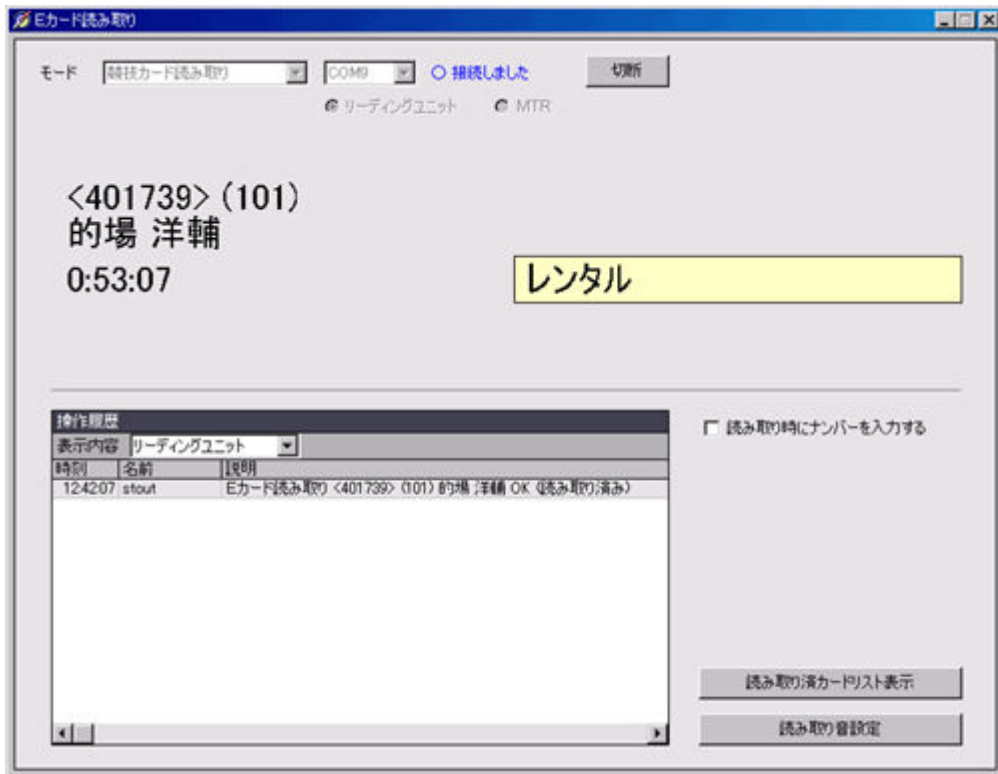 Eカード読み取り
モード 競技カード読み取り COM9 接続しました 切断
リーディングユニット MTR
<401739> (101)
的場 洋輔
0:53:07
レンタル
操作履歴
表示内容 リーディングユニット
時刻 名前 説明
124207 stout Eカード読み取り <401739> (101) 的場 洋輔 OK (読み取り済み)
読み取り時にナンバーを入力する
読み取り済カードリスト表示
読み取り音設定